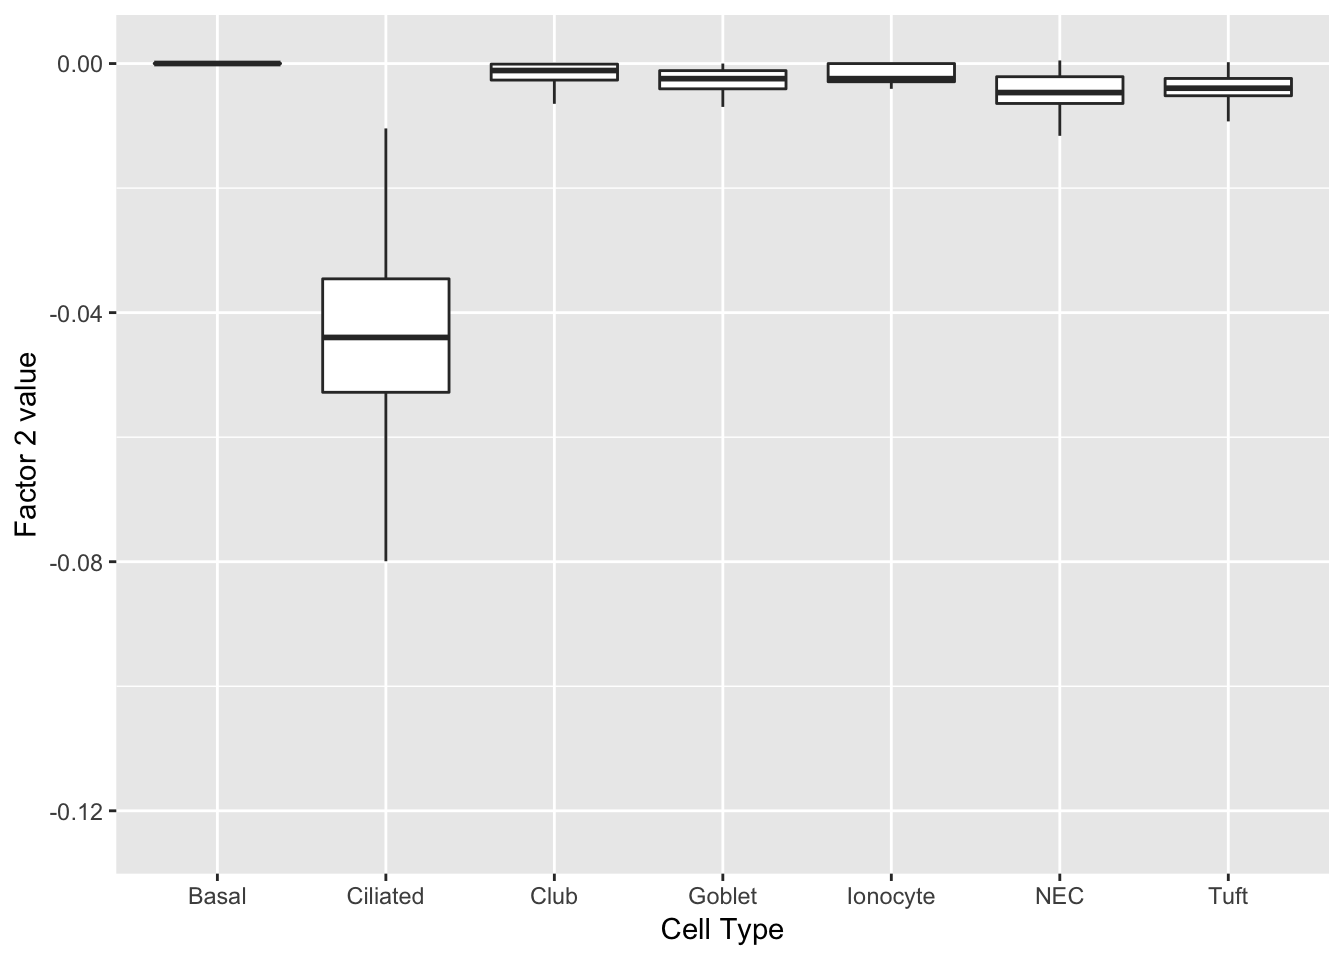 0.00
-0.04
-0.08
-0.12
Factor 2 value
Basal Ciliated Club Goblet Ionocyte NEC Tuft
Cell Type